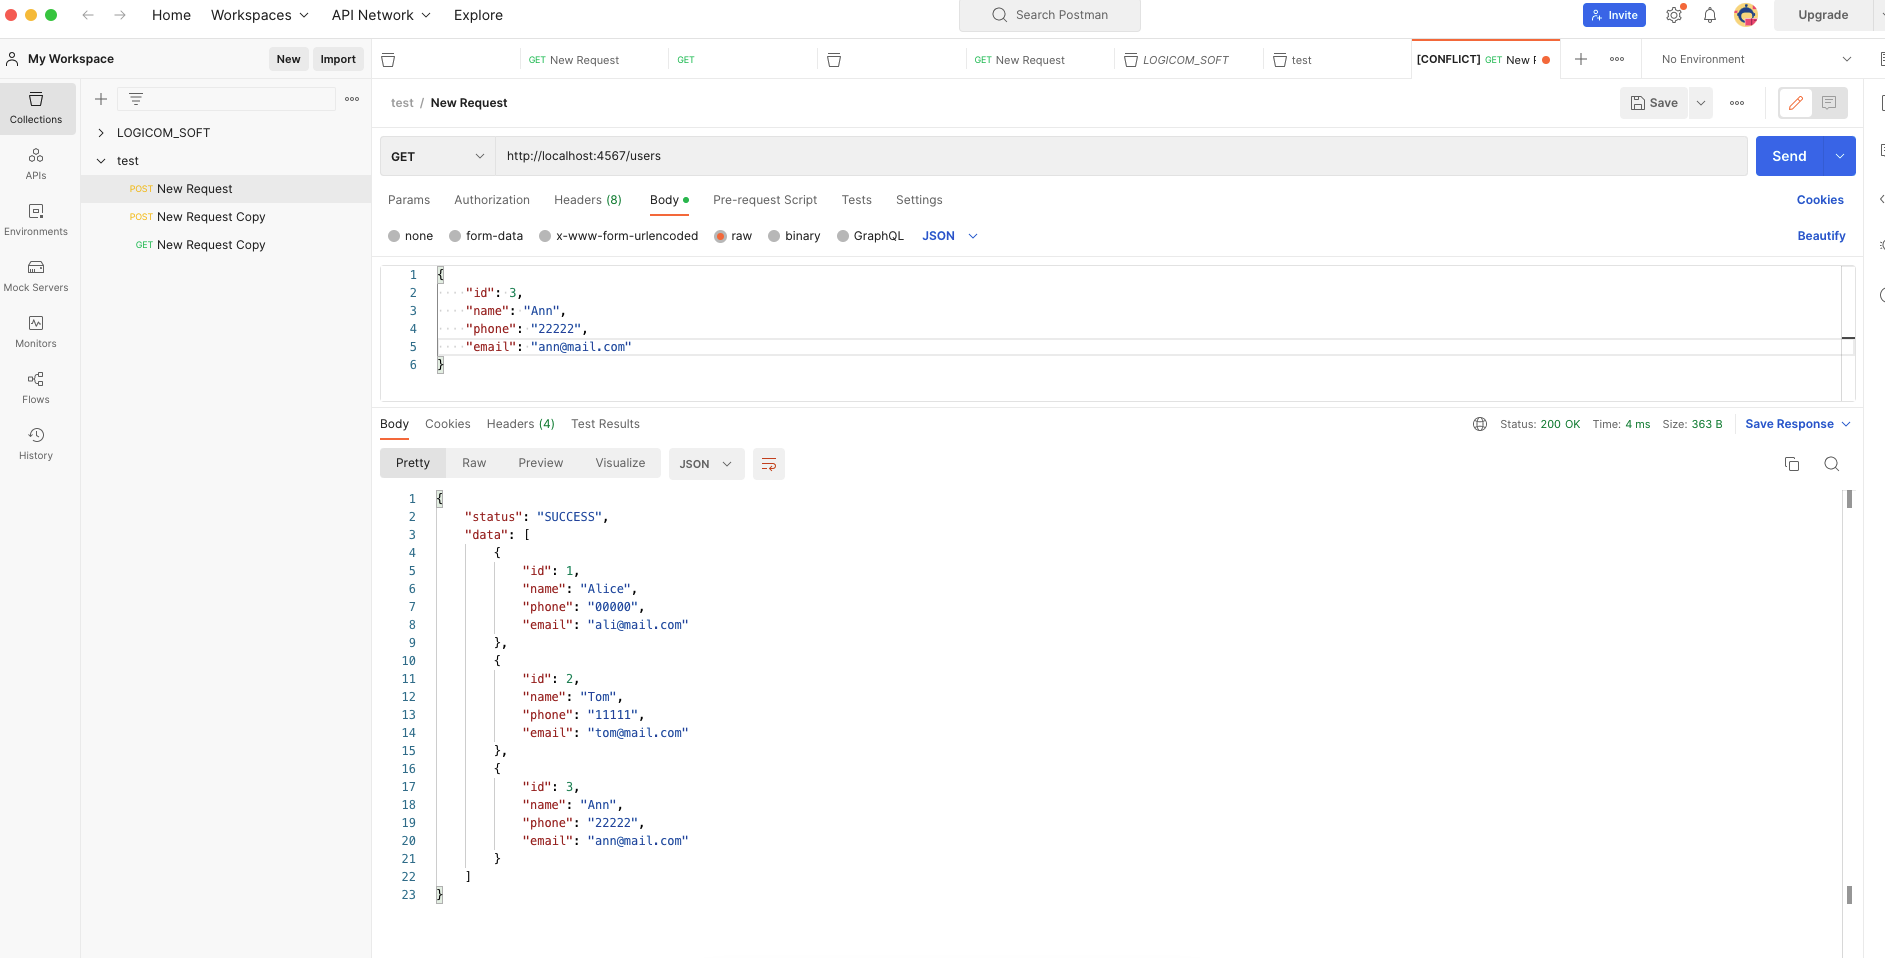 Home Workspaces API Network Explore Search Postman Invite Upgrade
My Workspace New Import GET New Request GET GET New Request LOGICOM_SOFT test [CONFLICT] GET New No Environment
Collections
LOGICOM_SOFT
test
POST New Request
POST New Request Copy
GET New Request Copy
APIs
Environments
Mock Servers
Monitors
Flows
History
test / New Request Save
GET http://localhost:4567/users Send
Params Authorization Headers (8) Body Pre-request Script Tests Settings Cookies
none form-data x-www-form-urlencoded raw binary GraphQL JSON Beautify
1 {
2 "id": 3,
3 "name": "Ann",
4 "phone": "22222",
5 "email": "ann@mail.com"
6 }
Body Cookies Headers (4) Test Results Status: 200 OK Time: 4 ms Size: 363 B Save Response
Pretty Raw Preview Visualize JSON
1 {
2 "status": "SUCCESS",
3 "data": [
4 {
5 "id": 1,
6 "name": "Alice",
7 "phone": "00000",
8 "email": "ali@mail.com"
9 },
10 {
11 "id": 2,
12 "name": "Tom",
13 "phone": "11111",
14 "email": "tom@mail.com"
15 },
16 {
17 "id": 3,
18 "name": "Ann",
19 "phone": "22222",
20 "email": "ann@mail.com"
21 }
22 ]
23 }